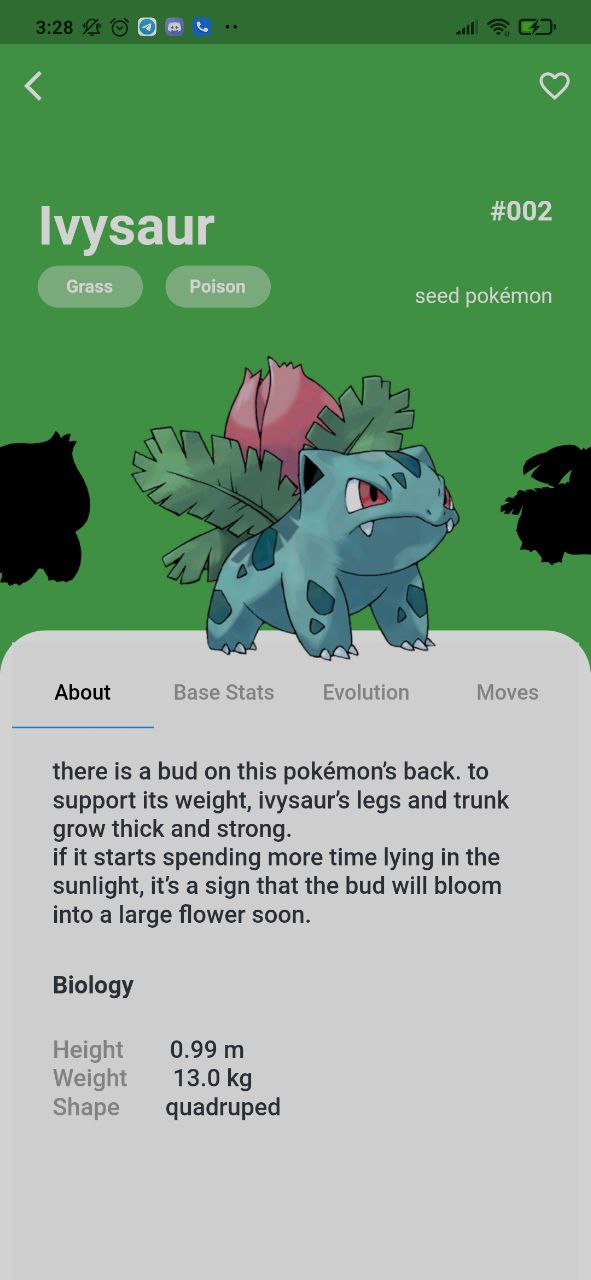 3:28
Ivysaur
#002
Grass Poison
seed pokémon
About Base Stats Evolution Moves
there is a bud on this pokémon's back. to
support its weight, ivysaur's legs and trunk
grow thick and strong.
if it starts spending more time lying in the
sunlight, it's a sign that the bud will bloom
into a large flower soon.
Biology
Height 0.99 m
Weight 13.0 kg
Shape quadruped